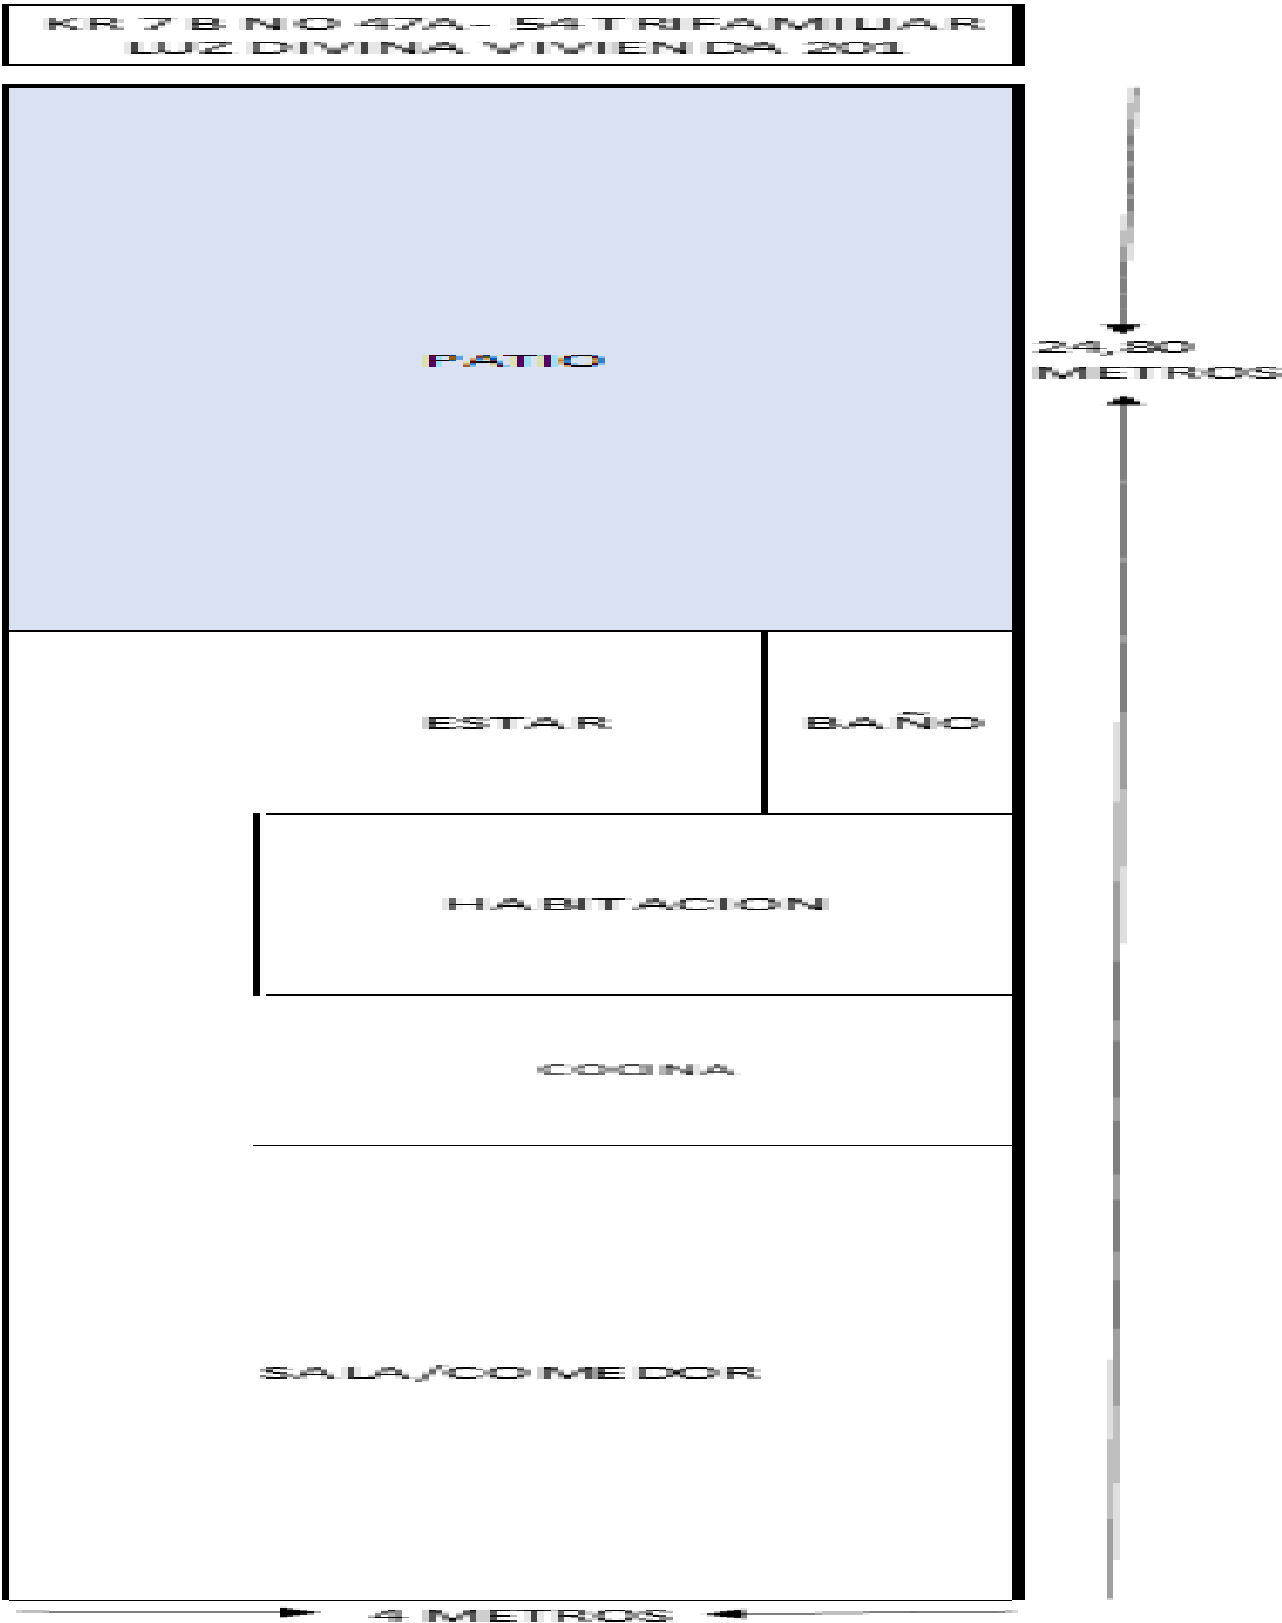 KR 7 B NO 47A - 54 TRIFAMILIAR
LUZ DIVINA VIVIENDA 201
PATIO
24,80
METROS
ESTAR
BAÑO
HABITACION
COCINA
SALA/COMEDOR
4 METROS